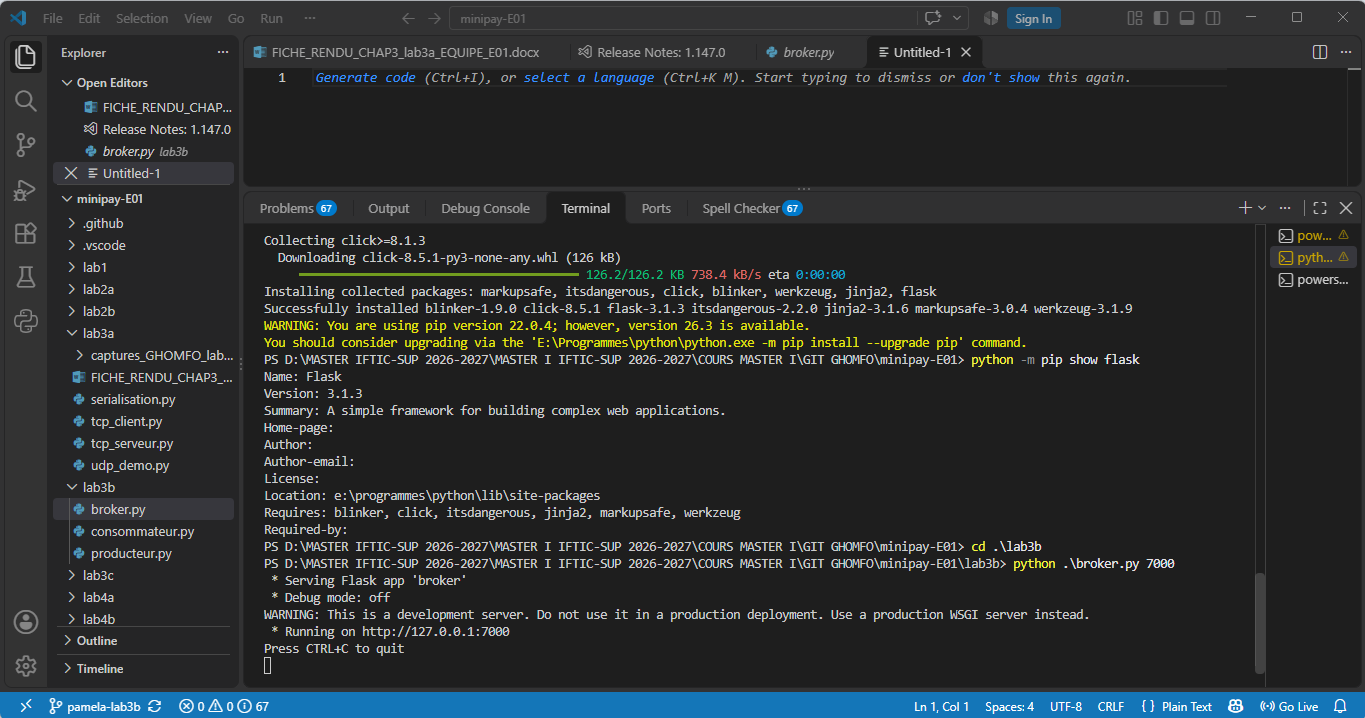 File Edit Selection View Go Run ··· minipay-E01 Sign In
Explorer ···
Open Editors
FICHE_RENDU_CHAP...
Release Notes: 1.147.0
broker.py lab3b
Untitled-1
minipay-E01
.github
.vscode
lab1
lab2a
lab2b
lab3a
captures_GHOMFO_lab...
FICHE_RENDU_CHAP3_...
serialisation.py
tcp_client.py
tcp_serveur.py
udp_demo.py
lab3b
broker.py
consommateur.py
producteur.py
lab3c
lab4a
lab4b
Outline
Timeline
FICHE_RENDU_CHAP3_lab3a_EQUIPE_E01.docx Release Notes: 1.147.0 broker.py Untitled-1
1 Generate code (Ctrl+I), or select a language (Ctrl+K M). Start typing to dismiss or don't show this again.
Problems 67 Output Debug Console Terminal Ports Spell Checker 67
Collecting click>=8.1.3
Downloading click-8.5.1-py3-none-any.whl (126 kB)
126.2/126.2 KB 738.4 kB/s eta 0:00:00
Installing collected packages: markupsafe, itsdangerous, click, blinker, werkzeug, jinja2, flask
Successfully installed blinker-1.9.0 click-8.5.1 flask-3.1.3 itsdangerous-2.2.0 jinja2-3.1.6 markupsafe-3.0.4 werkzeug-3.1.9
WARNING: You are using pip version 22.0.4; however, version 26.3 is available.
You should consider upgrading via the 'E:\Programmes\python\python.exe -m pip install --upgrade pip' command.
PS D:\MASTER IFTIC-SUP 2026-2027\MASTER I IFTIC-SUP 2026-2027\COURS MASTER I\GIT GHOMFO\minipay-E01> python -m pip show flask
Name: Flask
Version: 3.1.3
Summary: A simple framework for building complex web applications.
Home-page:
Author:
Author-email:
License:
Location: e:\programmes\python\lib\site-packages
Requires: blinker, click, itsdangerous, jinja2, markupsafe, werkzeug
Required-by:
PS D:\MASTER IFTIC-SUP 2026-2027\MASTER I IFTIC-SUP 2026-2027\COURS MASTER I\GIT GHOMFO\minipay-E01> cd .\lab3b
PS D:\MASTER IFTIC-SUP 2026-2027\MASTER I IFTIC-SUP 2026-2027\COURS MASTER I\GIT GHOMFO\minipay-E01\lab3b> python .\broker.py 7000
* Serving Flask app 'broker'
* Debug mode: off
WARNING: This is a development server. Do not use it in a production deployment. Use a production WSGI server instead.
* Running on http://127.0.0.1:7000
Press CTRL+C to quit
pow...
pyth...
powers...
pamela-lab3b 0 0 67 Ln 1, Col 1 Spaces: 4 UTF-8 CRLF { } Plain Text Go Live